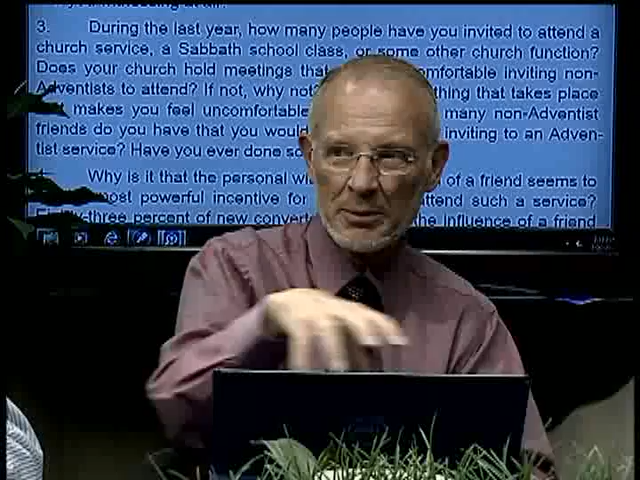 3. During the last year, how many people have you invited to attend a
church service, a Sabbath school class, or some other church function?
Does your church hold meetings that comfortable inviting non-
Adventists to attend? If not, why not? thing that takes place
makes you feel uncomfortable many non-Adventist
friends do you have that you would inviting to an Adven-
tist service? Have you ever done so
Why is it that the personal of a friend seems to
most powerful incentive for attend such a service?
three percent of new converts the influence of a friend